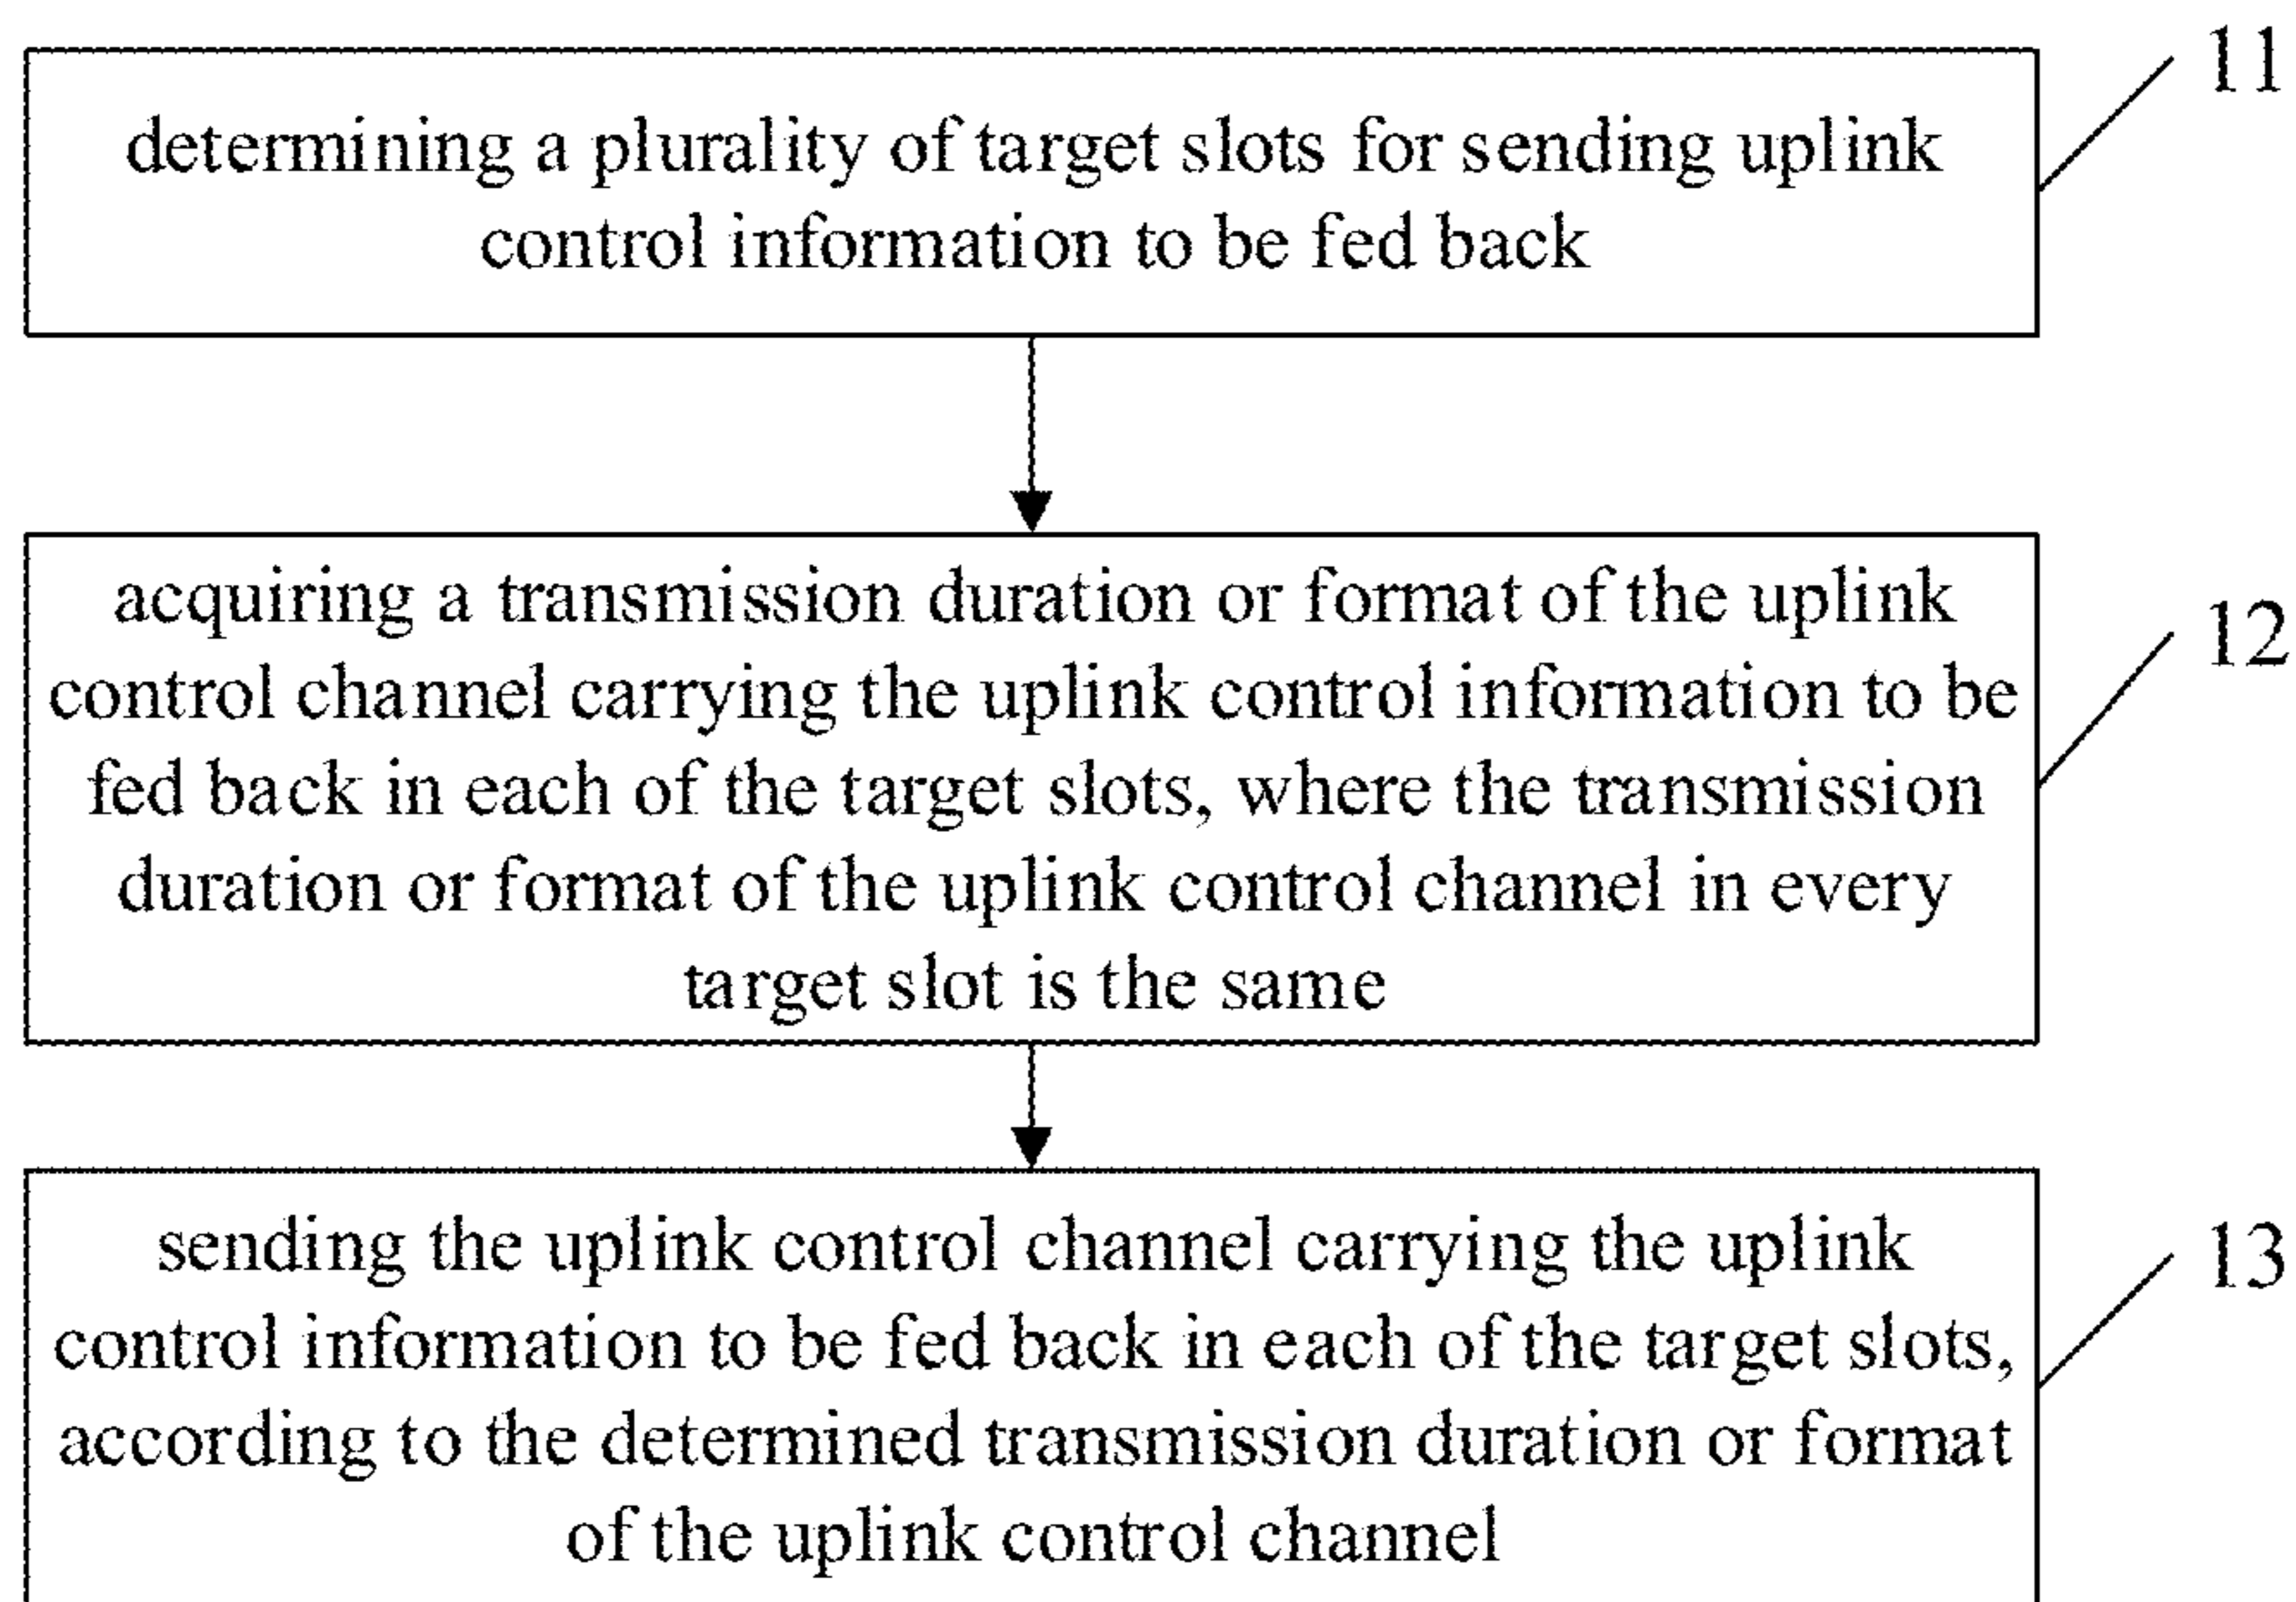 11
determining a plurality of target slots for sending uplink
control information to be fed back
acquiring a transmission duration or format of the uplink
12
control channel carrying the uplink control information to be
fed back in each of the target slots, where the transmission
duration or format of the uplink control channel in every
target slot is the same
sending the uplink control channel carrying the uplink
13
control information to be fed back in each of the target slots,
according to the determined transmission duration or format
of the uplink control channel